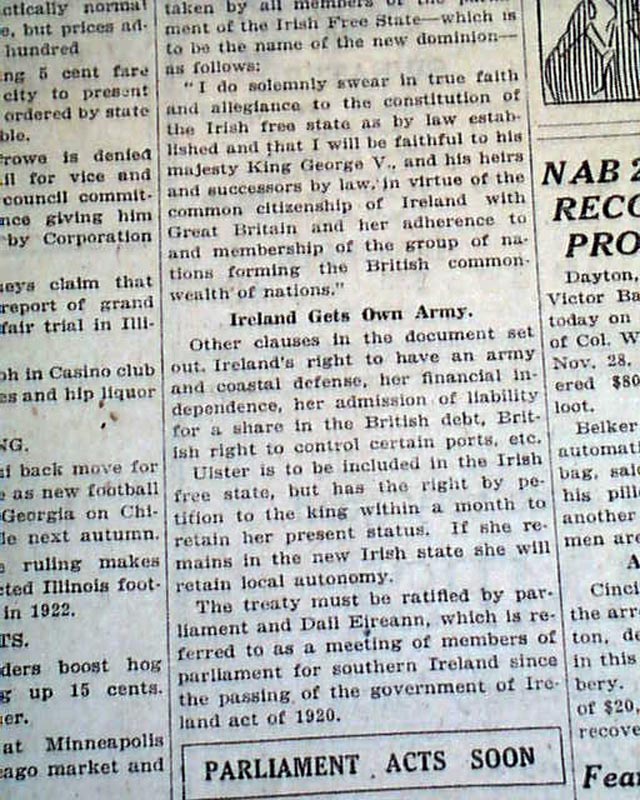 ctically normal
e, but prices ad-
hundred
ng 5 cent fare
city to present
ordered by state
ble.
rowe is denied
il for vice and
council commit-
nce giving him
by Corporation
neys claim that
report of grand
fair trial in Illi-
ph in Casino club
es and hip liquor
NG.
back move for
e as new football
Georgia on Chi-
le next autumn.
e ruling makes
cted Illinois foot-
in 1922.
TS.
ders boost hog
g up 15 cents.
er.
at Minneapolis
cago market and
taken by all members of the
ment of the Irish Free State—which is
to be the name of the new dominion—
as follows:
"I do solemnly swear in true faith
and allegiance to the constitution of
the Irish free state as by law estab-
lished and that I will be faithful to his
majesty King George V., and his heirs
and successors by law, in virtue of the
common citizenship of Ireland with
Great Britain and her adherence to
and membership of the group of na-
tions forming the British common-
wealth of nations."
Ireland Gets Own Army.
Other clauses in the document set
out. Ireland's right to have an army
and coastal defense, her financial in-
dependence, her admission of liability
for a share in the British debt, Brit-
ish right to control certain ports, etc.
Ulster is to be included in the Irish
free state, but has the right by pe-
tition to the king within a month to
retain her present status. If she re-
mains in the new Irish state she will
retain local autonomy.
The treaty must be ratified by par-
liament and Dail Eireann, which is re-
ferred to as a meeting of members of
parliament for southern Ireland since
the passing of the government of Ire-
land act of 1920.
PARLIAMENT ACTS SOON
NAB 2
RECO
PRO
Dayton,
Victor Ba
today on
of Col. W
Nov. 28.
ered $80
loot.
Belker
automati
bag, said
his pill
another
men are
A
Cinci
the arr
ton, de
in this
bery.
of $20,
recove
Fear